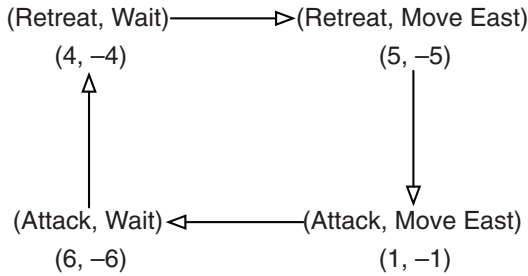 (Retreat, Wait) (Retreat, Move East)
(4, –4) (5, –5)
(Attack, Wait) (Attack, Move East)
(6, –6) (1, –1)